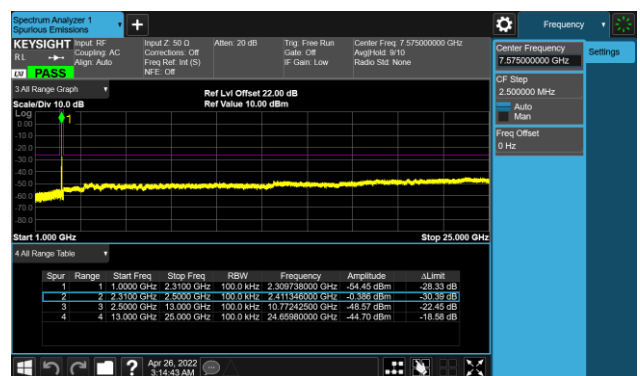 Spectrum Analyzer 1
Spurious Emissions
Frequency
KEYSIGHT Input: RF
RL
Coupling: AC
Align: Auto
LXI PASS
Input Z: 50 Ω
Corrections: Off
Freq Ref: Int (S)
NFE: Off
Atten: 20 dB
Trig: Free Run
Gate: Off
IF Gain: Low
Center Freq: 7.575000000 GHz
Avg|Hold: 9/10
Radio Std: None
Center Frequency
7.575000000 GHz
Settings
CF Step
2.500000 MHz
Auto
Man
Freq Offset
0 Hz
3 All Range Graph
Scale/Div 10.0 dB
Ref Lvl Offset 22.00 dB
Ref Value 10.00 dBm
Log
1
0.00
-10.0
-20.0
-30.0
-40.0
-50.0
-60.0
-70.0
-80.0
Start 1.000 GHz
Stop 25.000 GHz
4 All Range Table
Spur Range Start Freq Stop Freq RBW Frequency Amplitude ΔLimit
1 1 1.0000 GHz 2.3100 GHz 100.0 kHz 2.309738000 GHz -54.45 dBm -28.33 dB
2 2 2.3100 GHz 2.5000 GHz 100.0 kHz 2.411346000 GHz -0.386 dBm -30.39 dB
3 3 2.5000 GHz 13.000 GHz 100.0 kHz 10.77242500 GHz -48.57 dBm -22.45 dB
4 4 13.000 GHz 25.000 GHz 100.0 kHz 24.65980000 GHz -44.70 dBm -18.58 dB
?
Apr 26, 2022
3:14:43 AM